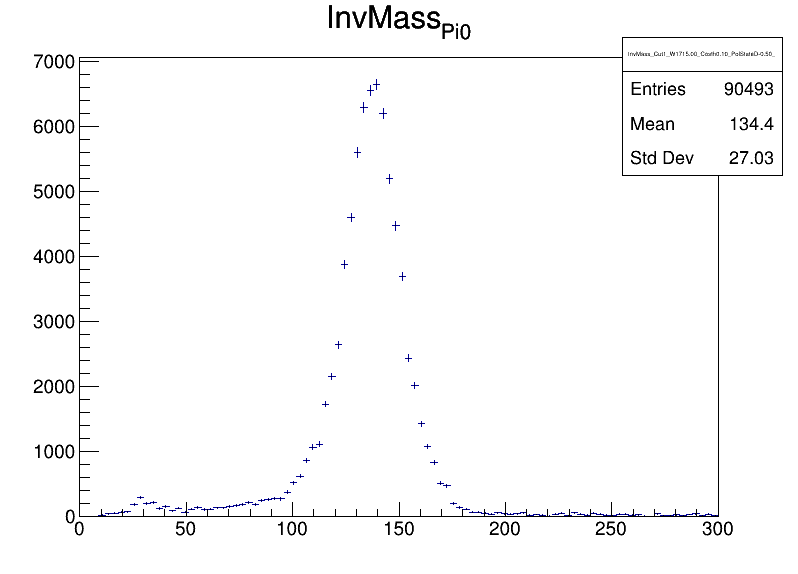 InvMass_Pi0
InvMass_Cut1_W1715.00_Costh0.10_PolStateD-0.50_
Entries 90493
Mean 134.4
Std Dev 27.03
7000
6000
5000
4000
3000
2000
1000
0
0 50 100 150 200 250 300